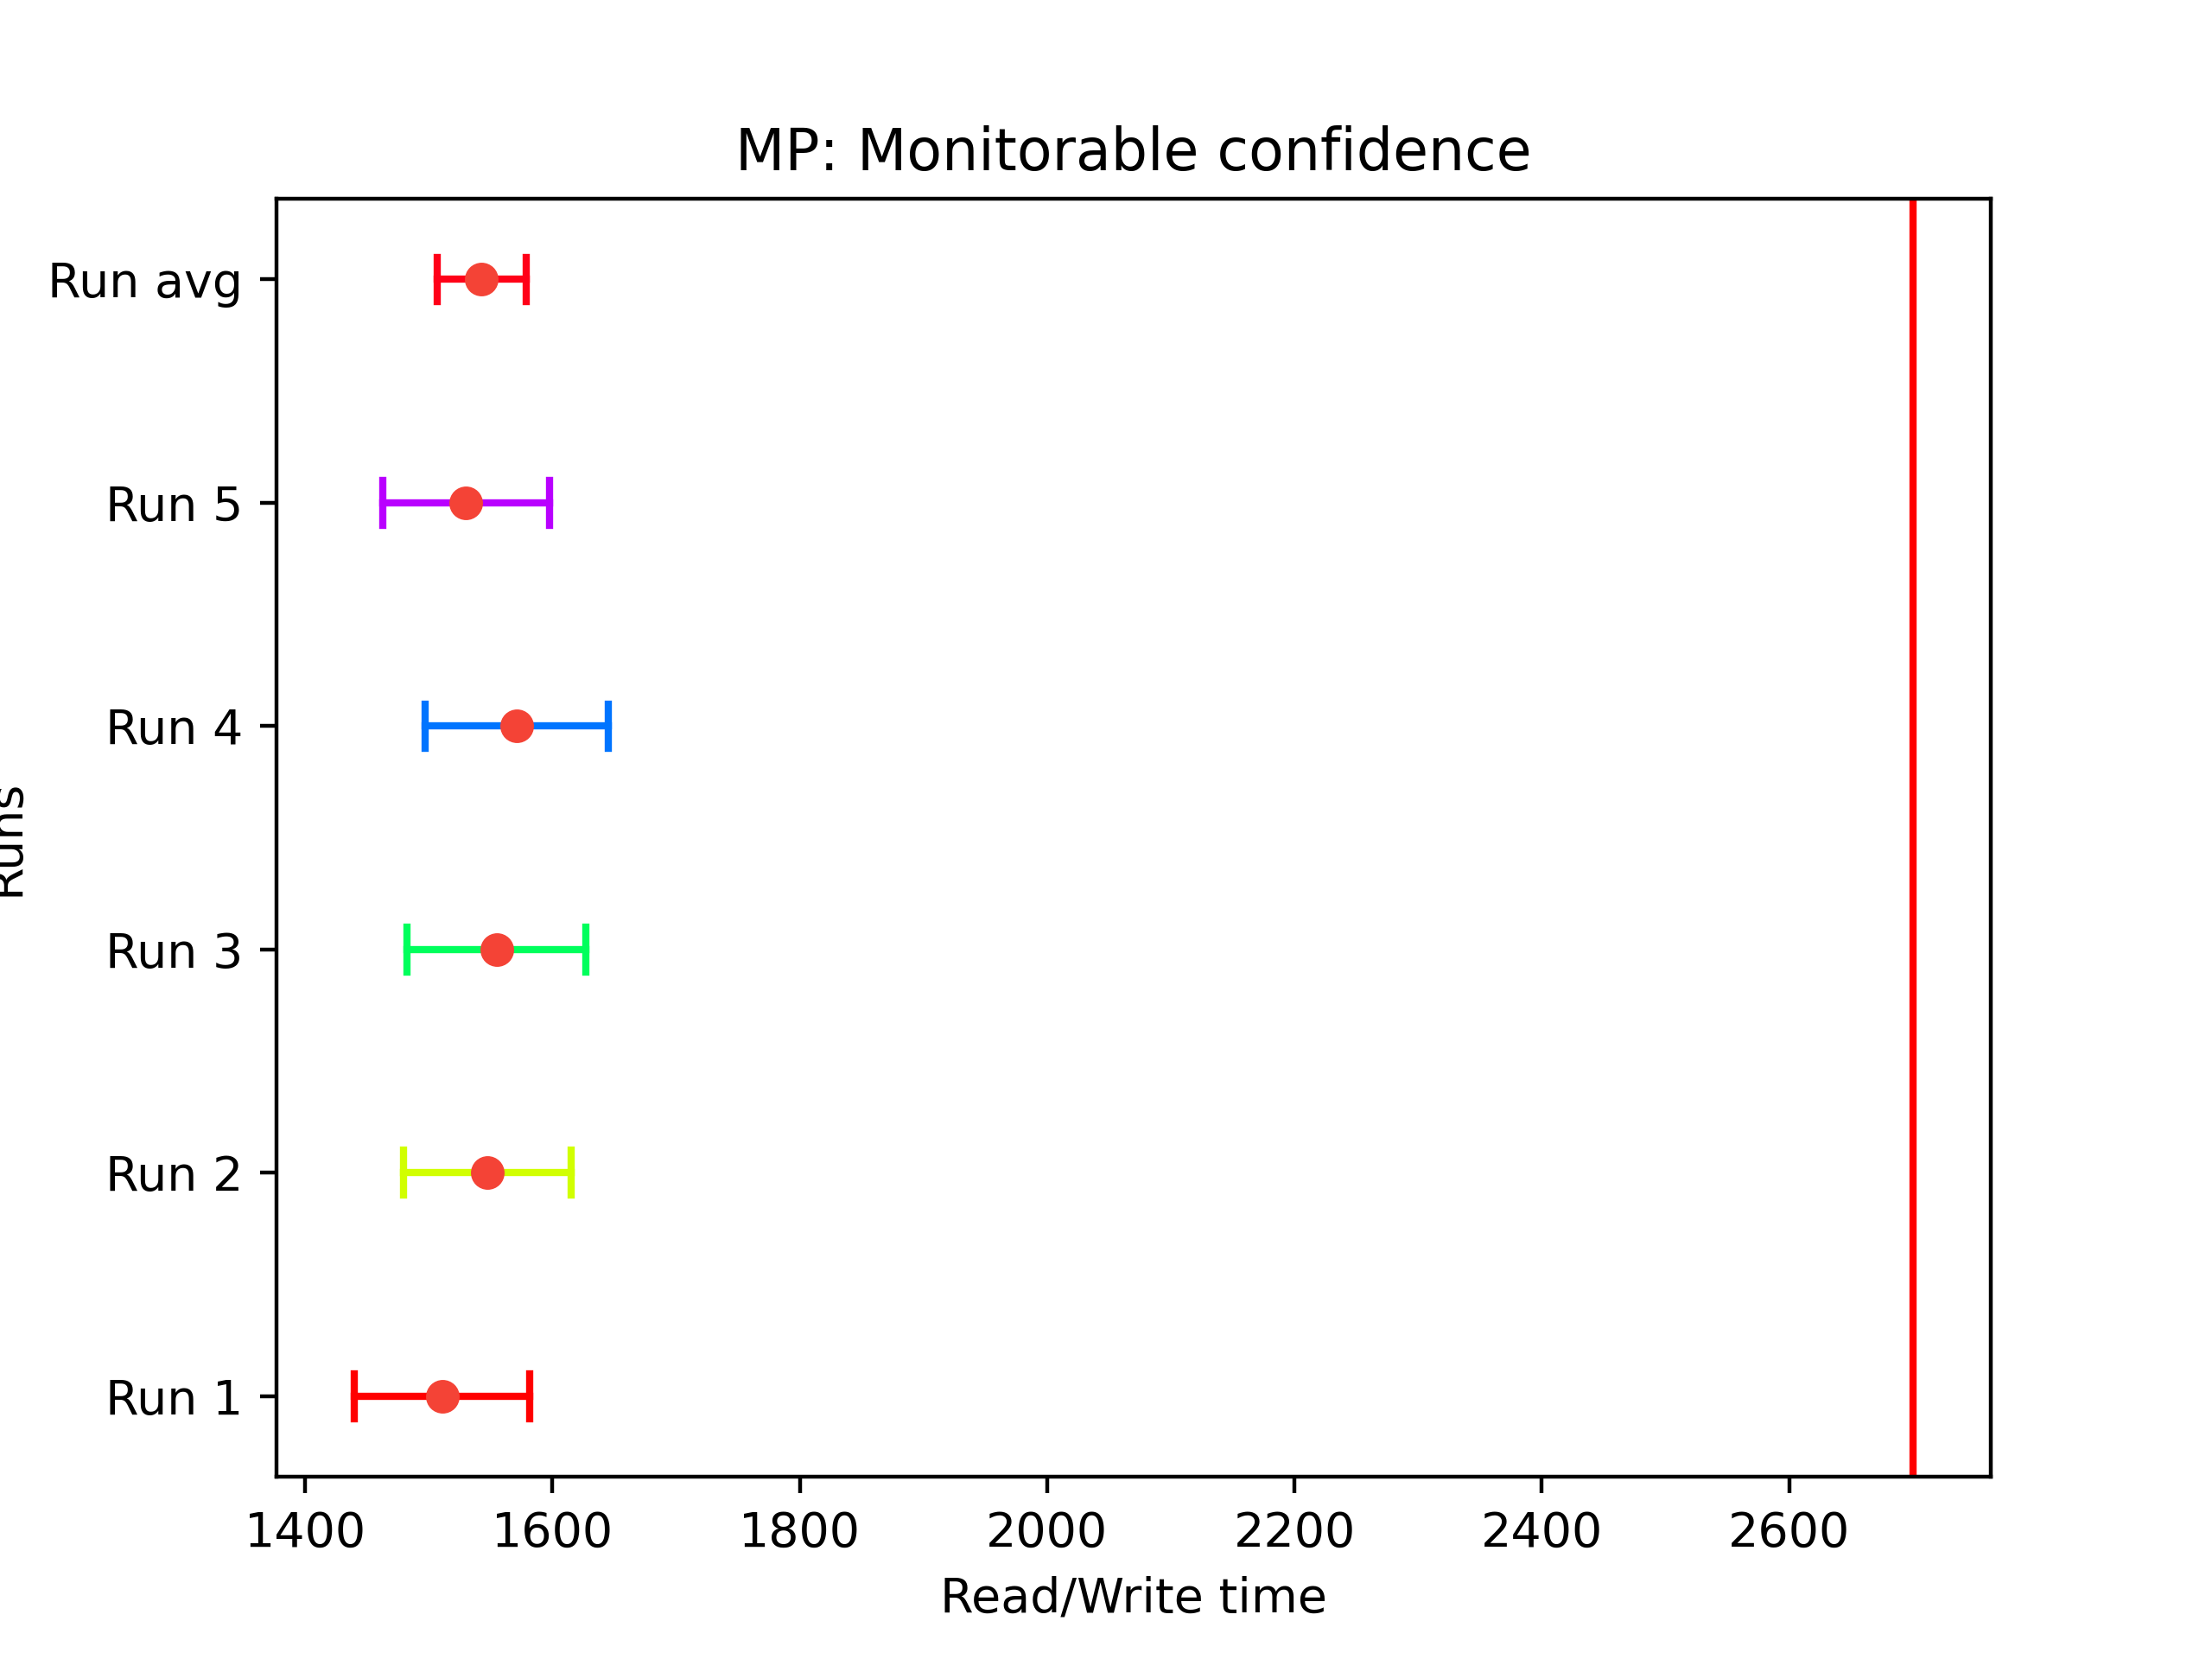 MP: Monitorable confidence
Run avg
Run 5
Run 4
Runs
Run 3
Run 2
Run 1
1400 1600 1800 2000 2200 2400 2600
Read/Write time